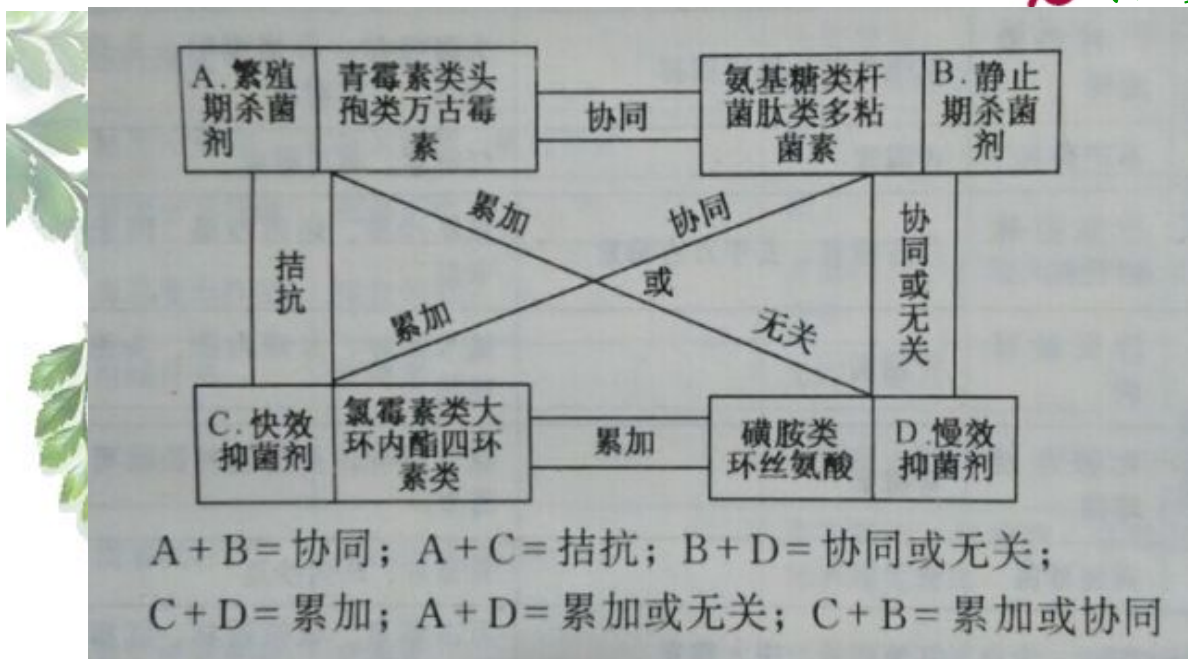 A.繁殖
期杀菌
剂
青霉素类头
孢类万古霉
素
协同
氨基糖类杆
菌肽类多粘
菌素
B.静止
期杀菌
剂
拮抗
累加
协同
或
累加
无关
协同或无关
C.快效
抑菌剂
氯霉素类大
环内酯四环
素类
累加
磺胺类
环丝氨酸
D.慢效
抑菌剂
A+B=协同；A+C=拮抗；B+D=协同或无关；
C+D=累加；A+D=累加或无关；C+B=累加或协同